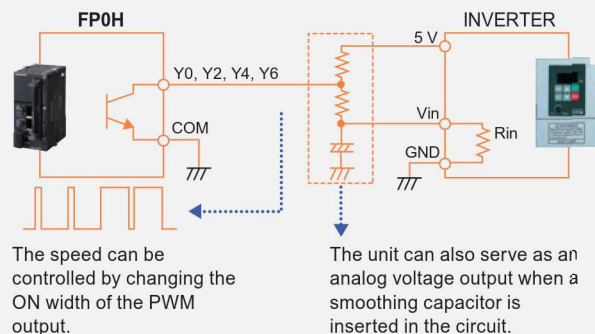 FP0H
INVERTER
5 V
Y0, Y2, Y4, Y6
Vin
COM
Rin
GND
The speed can be
controlled by changing the
ON width of the PWM
output.
The unit can also serve as an
analog voltage output when a
smoothing capacitor is
inserted in the circuit.